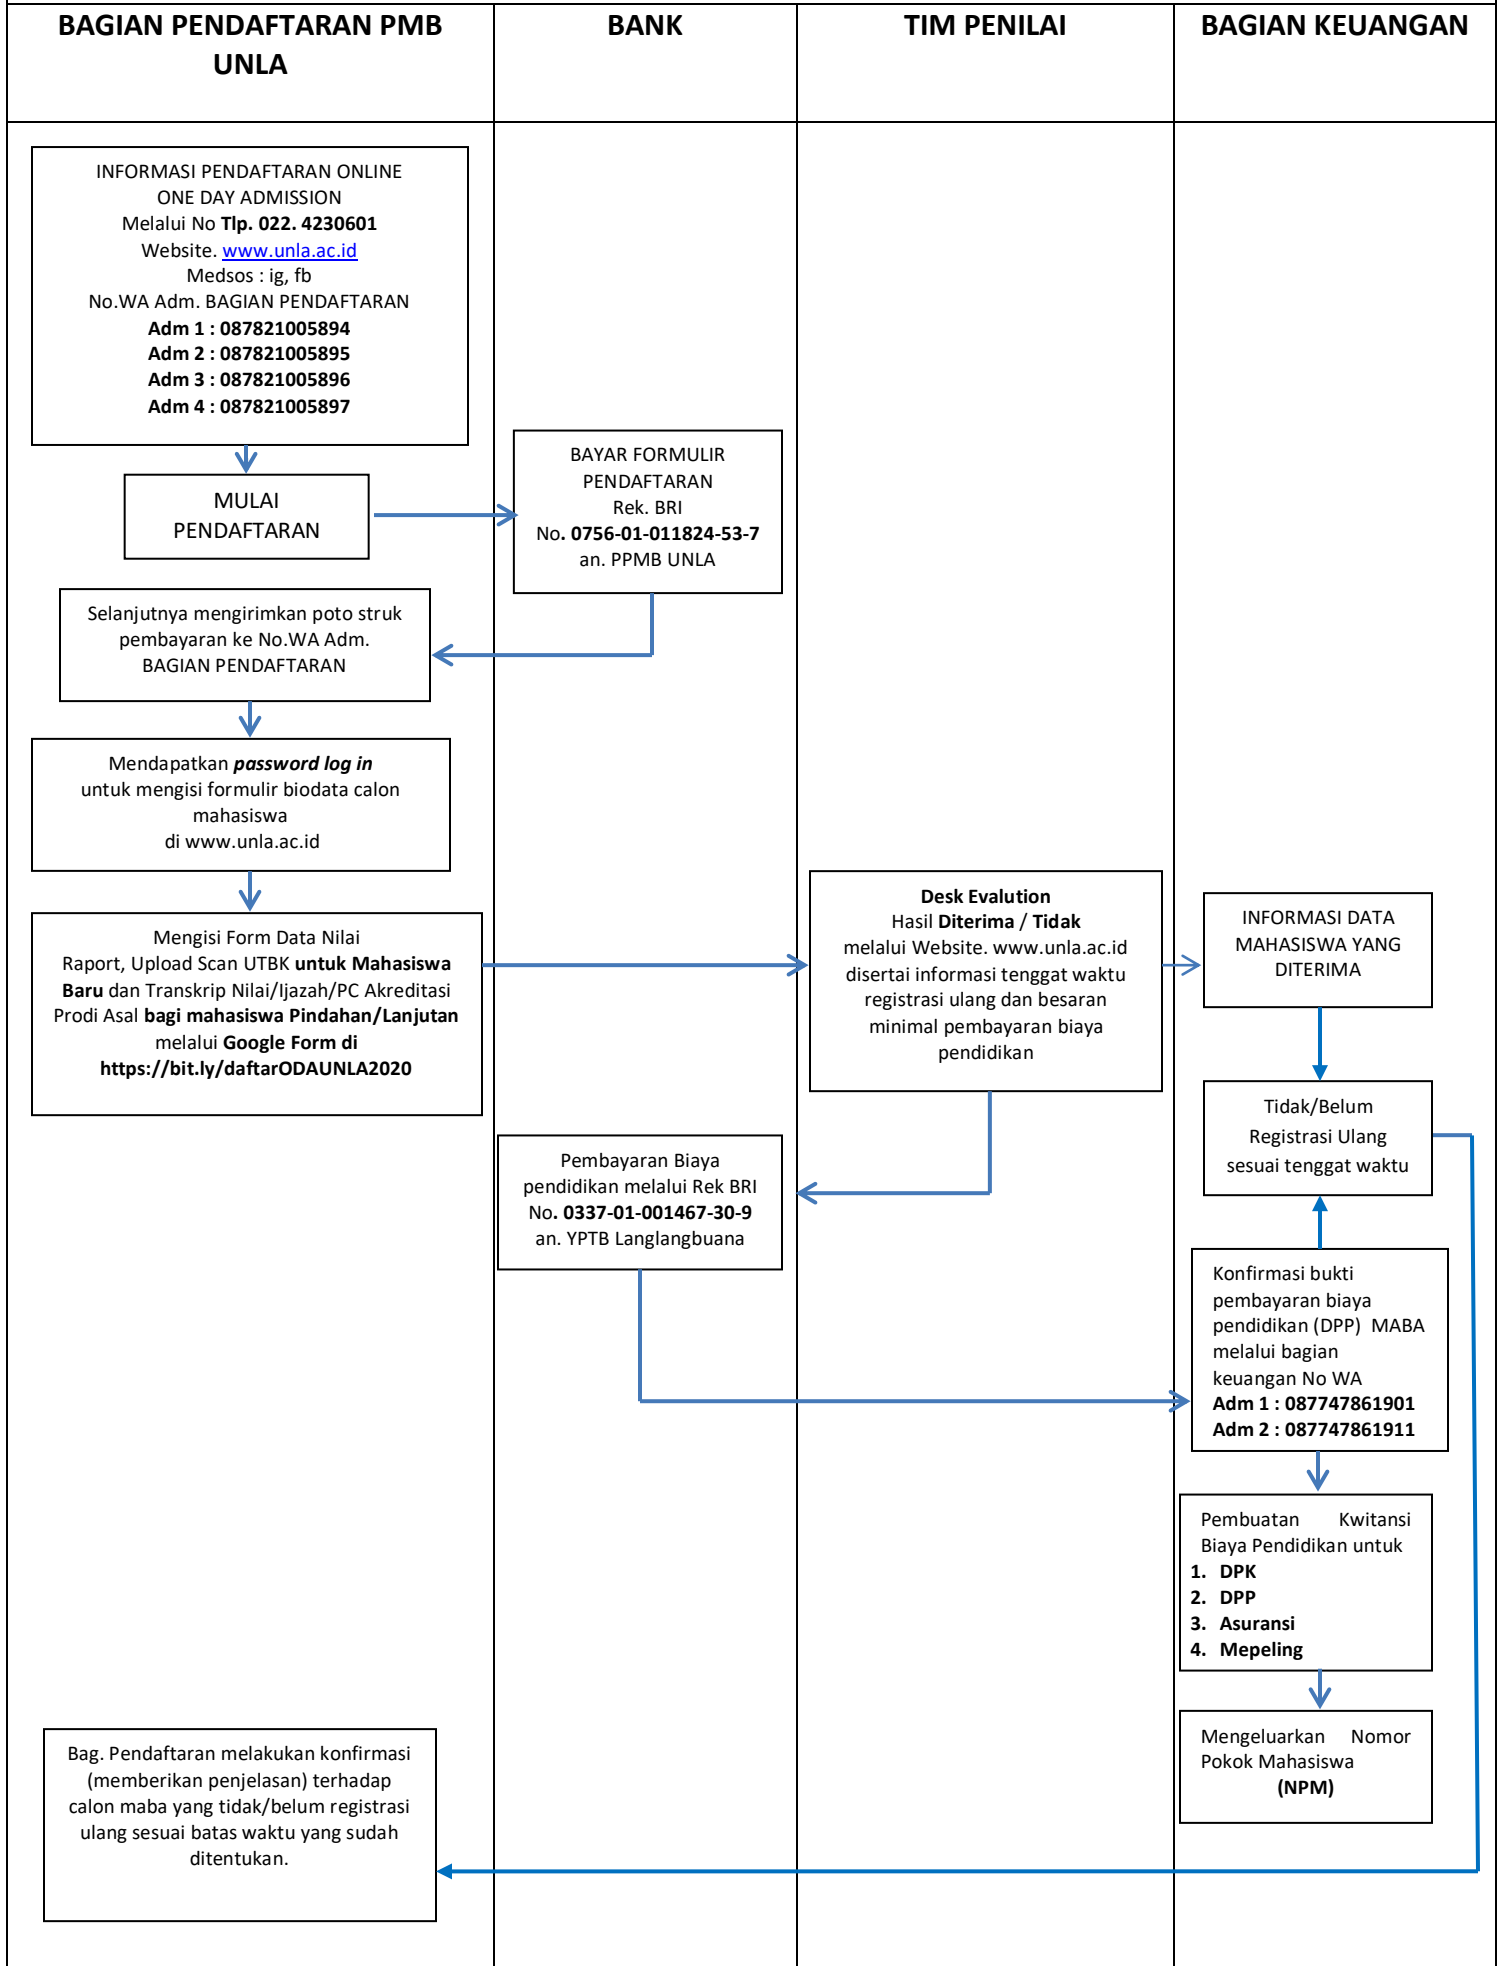 BAGIAN PENDAFTARAN PMB
UNLA
BANK
TIM PENILAI
BAGIAN KEUANGAN
INFORMASI PENDAFTARAN ONLINE
ONE DAY ADMISSION
Melalui No Tlp. 022. 4230601
Website. www.unla.ac.id
Medsos : ig, fb
No.WA Adm. BAGIAN PENDAFTARAN
Adm 1 : 087821005894
Adm 2 : 087821005895
Adm 3 : 087821005896
Adm 4 : 087821005897
MULAI
PENDAFTARAN
BAYAR FORMULIR
PENDAFTARAN
Rek. BRI
No. 0756-01-011824-53-7
an. PPMB UNLA
Selanjutnya mengirimkan poto struk
pembayaran ke No.WA Adm.
BAGIAN PENDAFTARAN
Mendapatkan password log in
untuk mengisi formulir biodata calon
mahasiswa
di www.unla.ac.id
Mengisi Form Data Nilai
Raport, Upload Scan UTBK untuk Mahasiswa
Baru dan Transkrip Nilai/Ijazah/PC Akreditasi
Prodi Asal bagi mahasiswa Pindahan/Lanjutan
melalui Google Form di
https://bit.ly/daftarODAUNLA2020
Desk Evalution
Hasil Diterima / Tidak
melalui Website. www.unla.ac.id
disertai informasi tenggat waktu
registrasi ulang dan besaran
minimal pembayaran biaya
pendidikan
INFORMASI DATA
MAHASISWA YANG
DITERIMA
Tidak/Belum
Registrasi Ulang
sesuai tenggat waktu
Pembayaran Biaya
pendidikan melalui Rek BRI
No. 0337-01-001467-30-9
an. YPTB Langlangbuana
Konfirmasi bukti
pembayaran biaya
pendidikan (DPP) MABA
melalui bagian
keuangan No WA
Adm 1 : 087747861901
Adm 2 : 087747861911
Pembuatan Kwitansi
Biaya Pendidikan untuk
1. DPK
2. DPP
3. Asuransi
4. Mepeling
Mengeluarkan Nomor
Pokok Mahasiswa
(NPM)
Bag. Pendaftaran melakukan konfirmasi
(memberikan penjelasan) terhadap
calon maba yang tidak/belum registrasi
ulang sesuai batas waktu yang sudah
ditentukan.